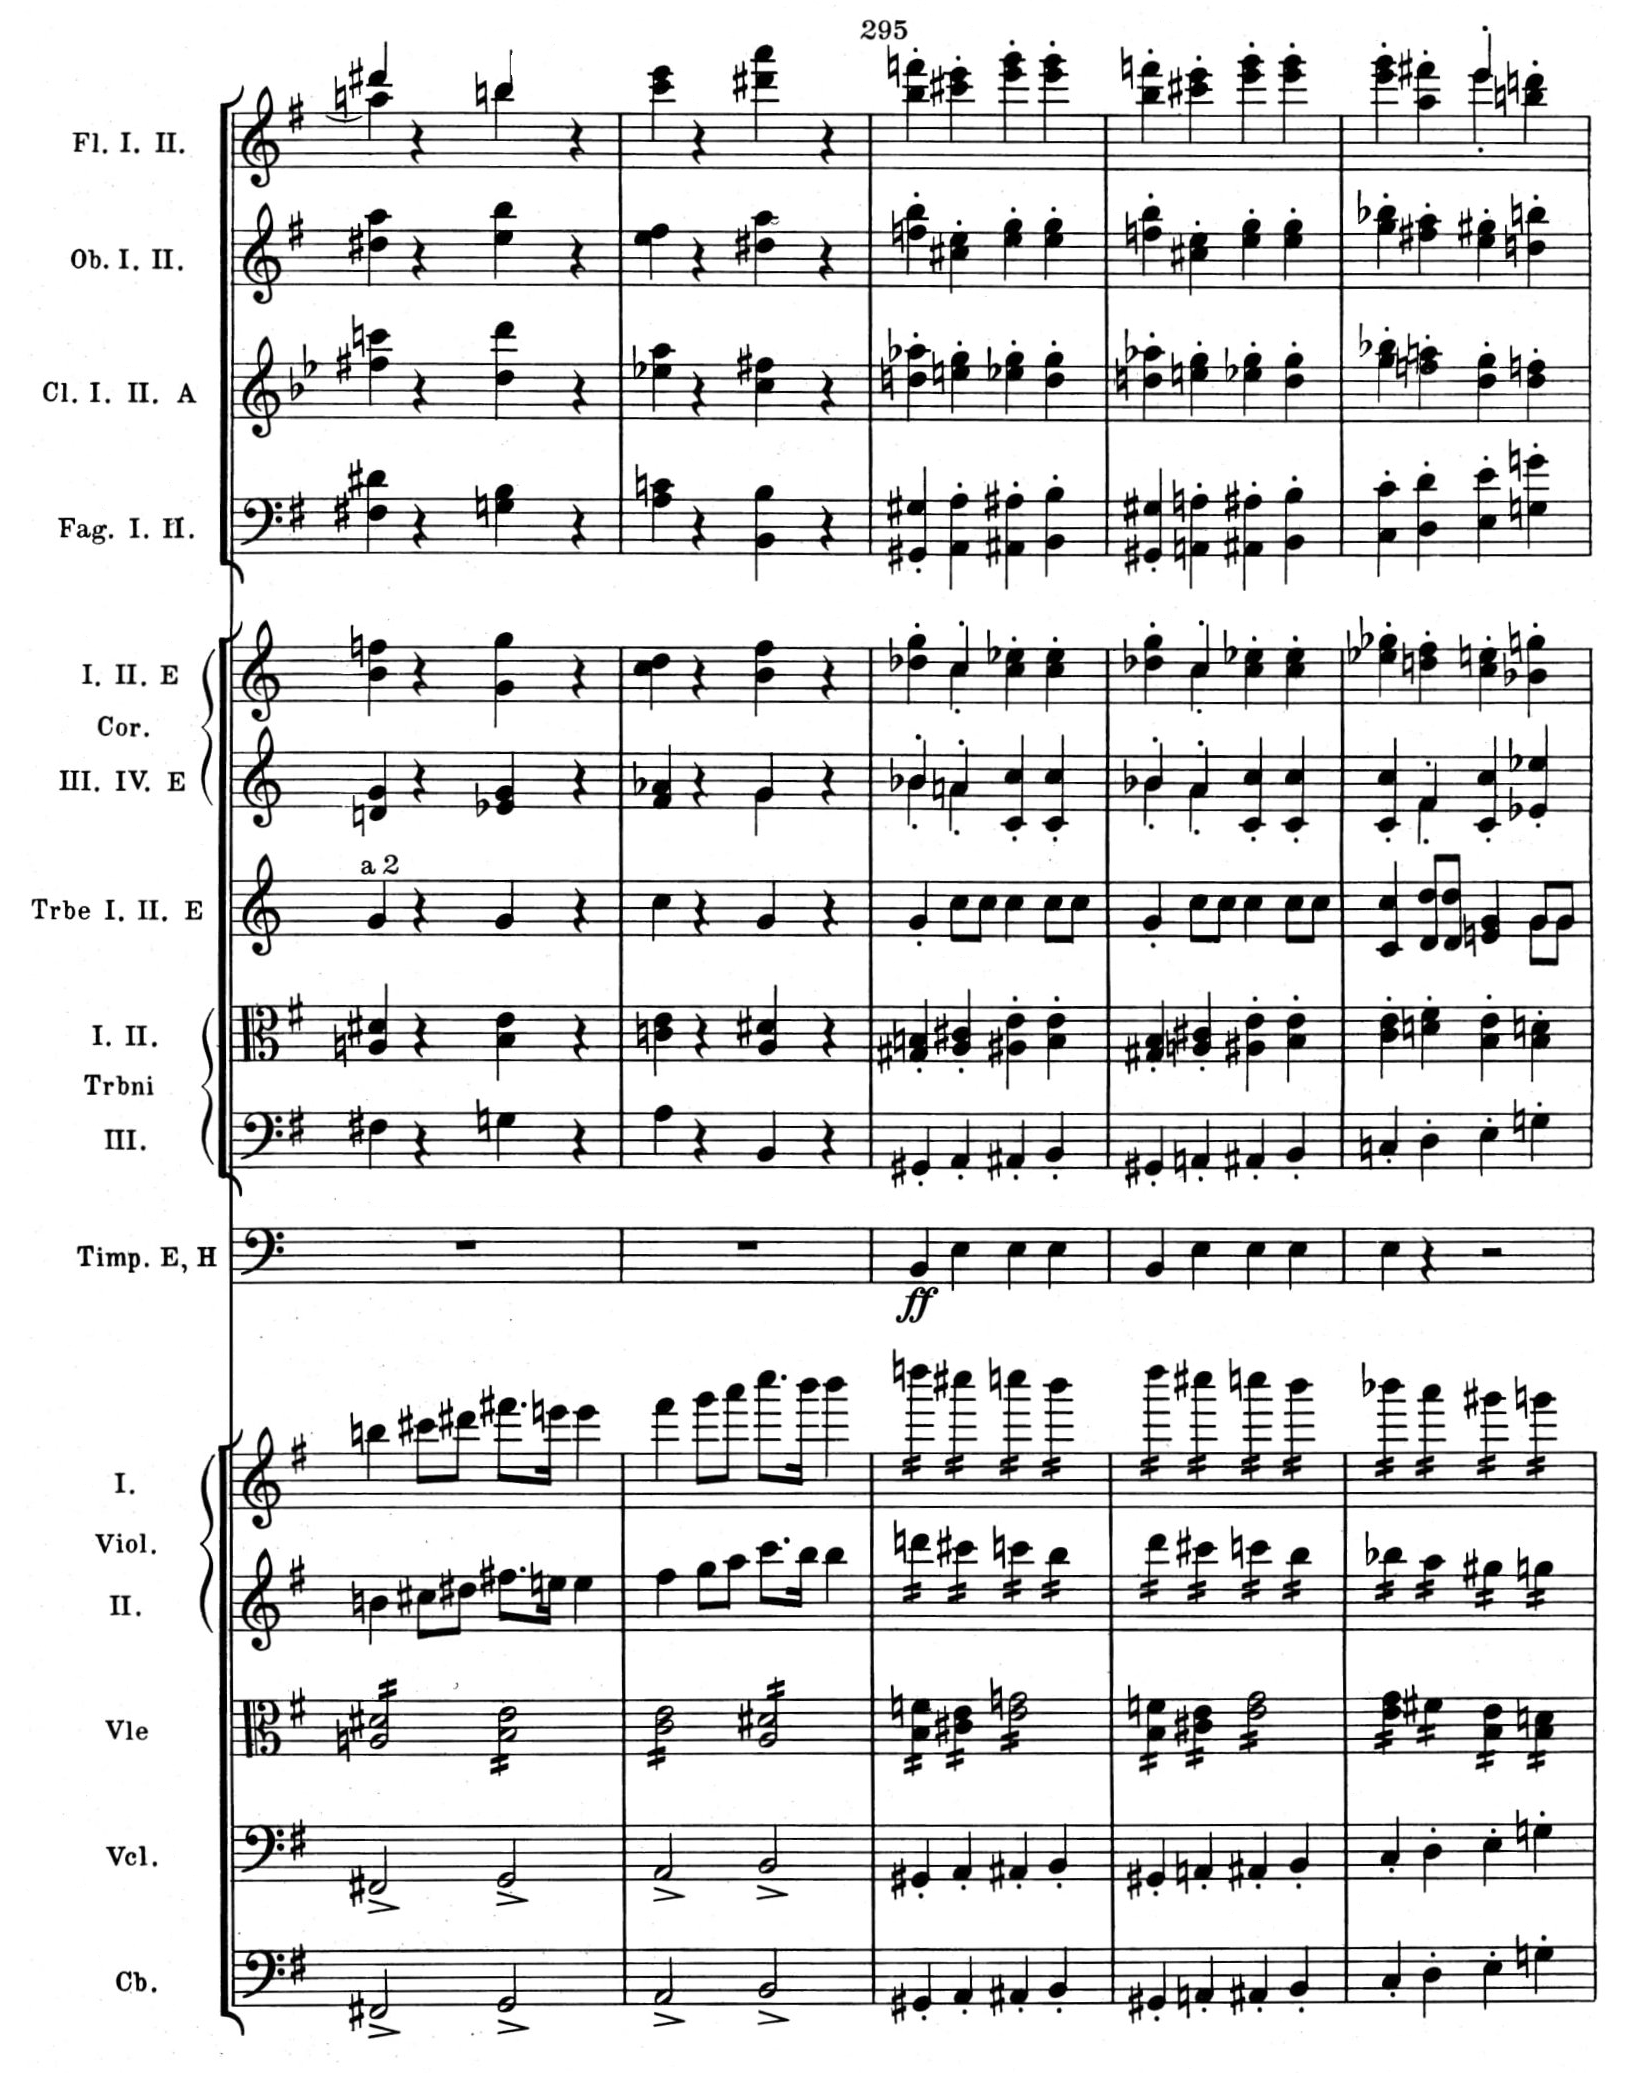 295
Fl. I. II.
Ob. I. II.
Cl. I. II. A
Fag. I. II.
I. II. E
Cor.
III. IV. E
a 2
Trbe I. II. E
I. II.
Trbni
III.
Timp. E, H
ff
I.
Viol.
II.
Vle
Vcl.
Cb.